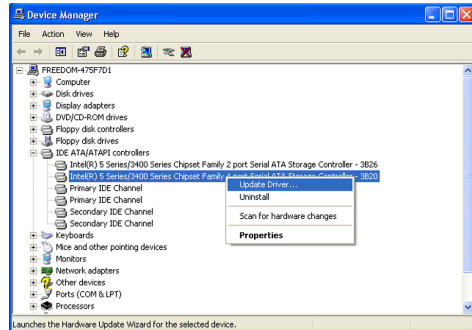 Device Manager
File Action View Help
FREEDOM-475F7D1
Computer
Disk drives
Display adapters
DVD/CD-ROM drives
Floppy disk controllers
Floppy disk drives
IDE ATA/ATAPI controllers
Intel(R) 5 Series/3400 Series Chipset Family 2 port Serial ATA Storage Controller - 3B26
Intel(R) 5 Series/3400 Series Chipset Family 4 port Serial ATA Storage Controller - 3B20
Primary IDE Channel
Update Driver...
Primary IDE Channel
Uninstall
Secondary IDE Channel
Scan for hardware changes
Secondary IDE Channel
Keyboards
Properties
Mice and other pointing devices
Monitors
Network adapters
Other devices
Ports (COM & LPT)
Processors
Launches the Hardware Update Wizard for the selected device.